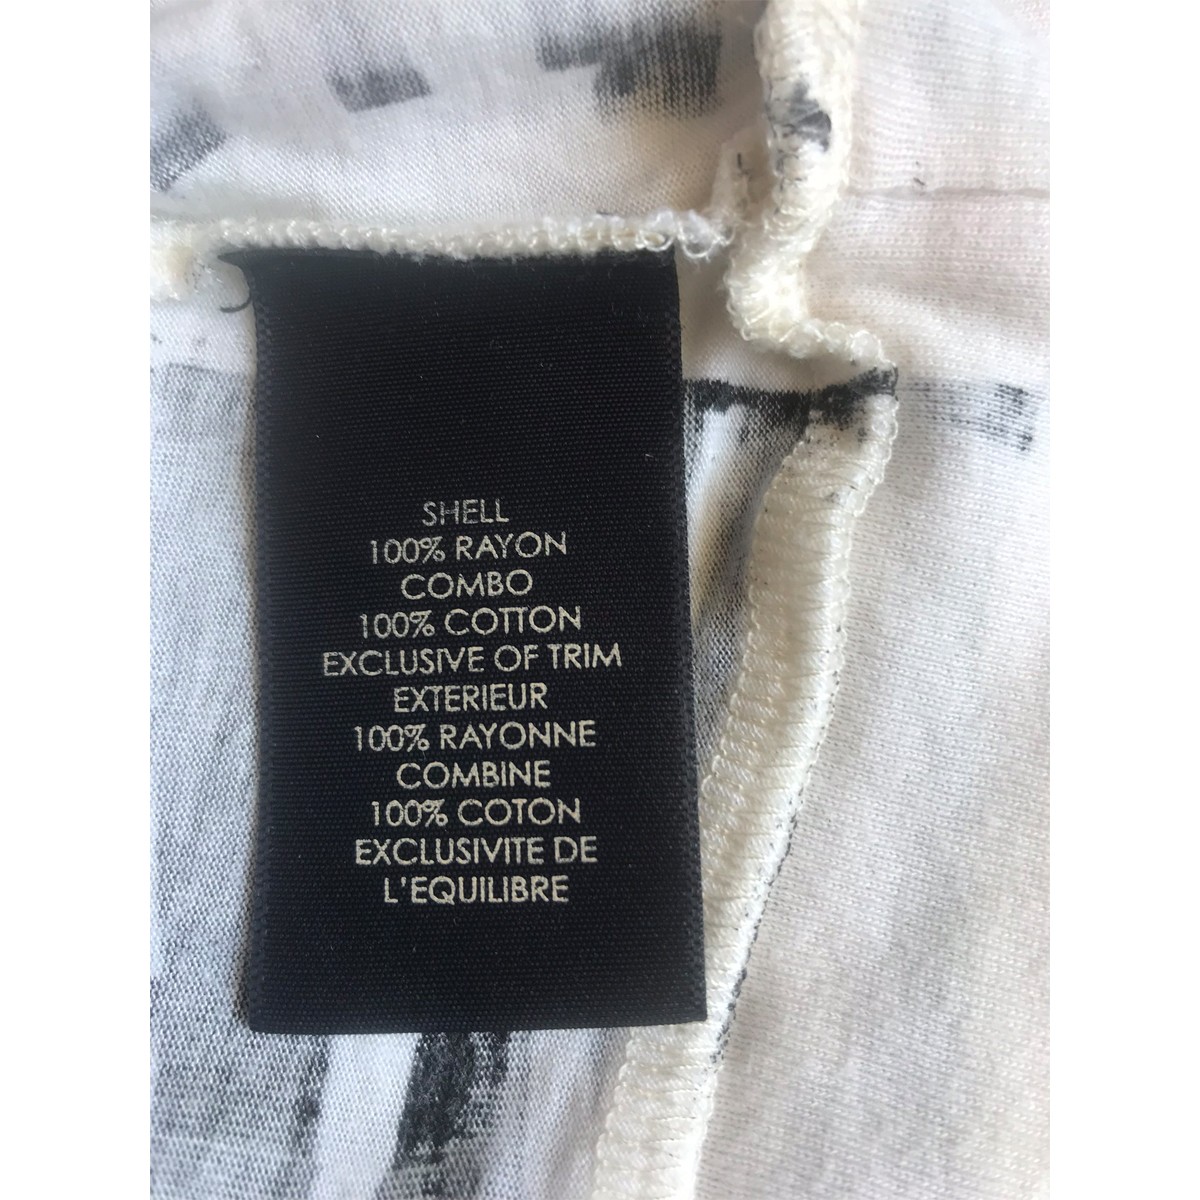 SHELL
100% RAYON
COMBO
100% COTTON
EXCLUSIVE OF TRIM
EXTERIEUR
100% RAYONNE
COMBINE
100% COTON
EXCLUSIVITE DE
L'EQUILIBRE